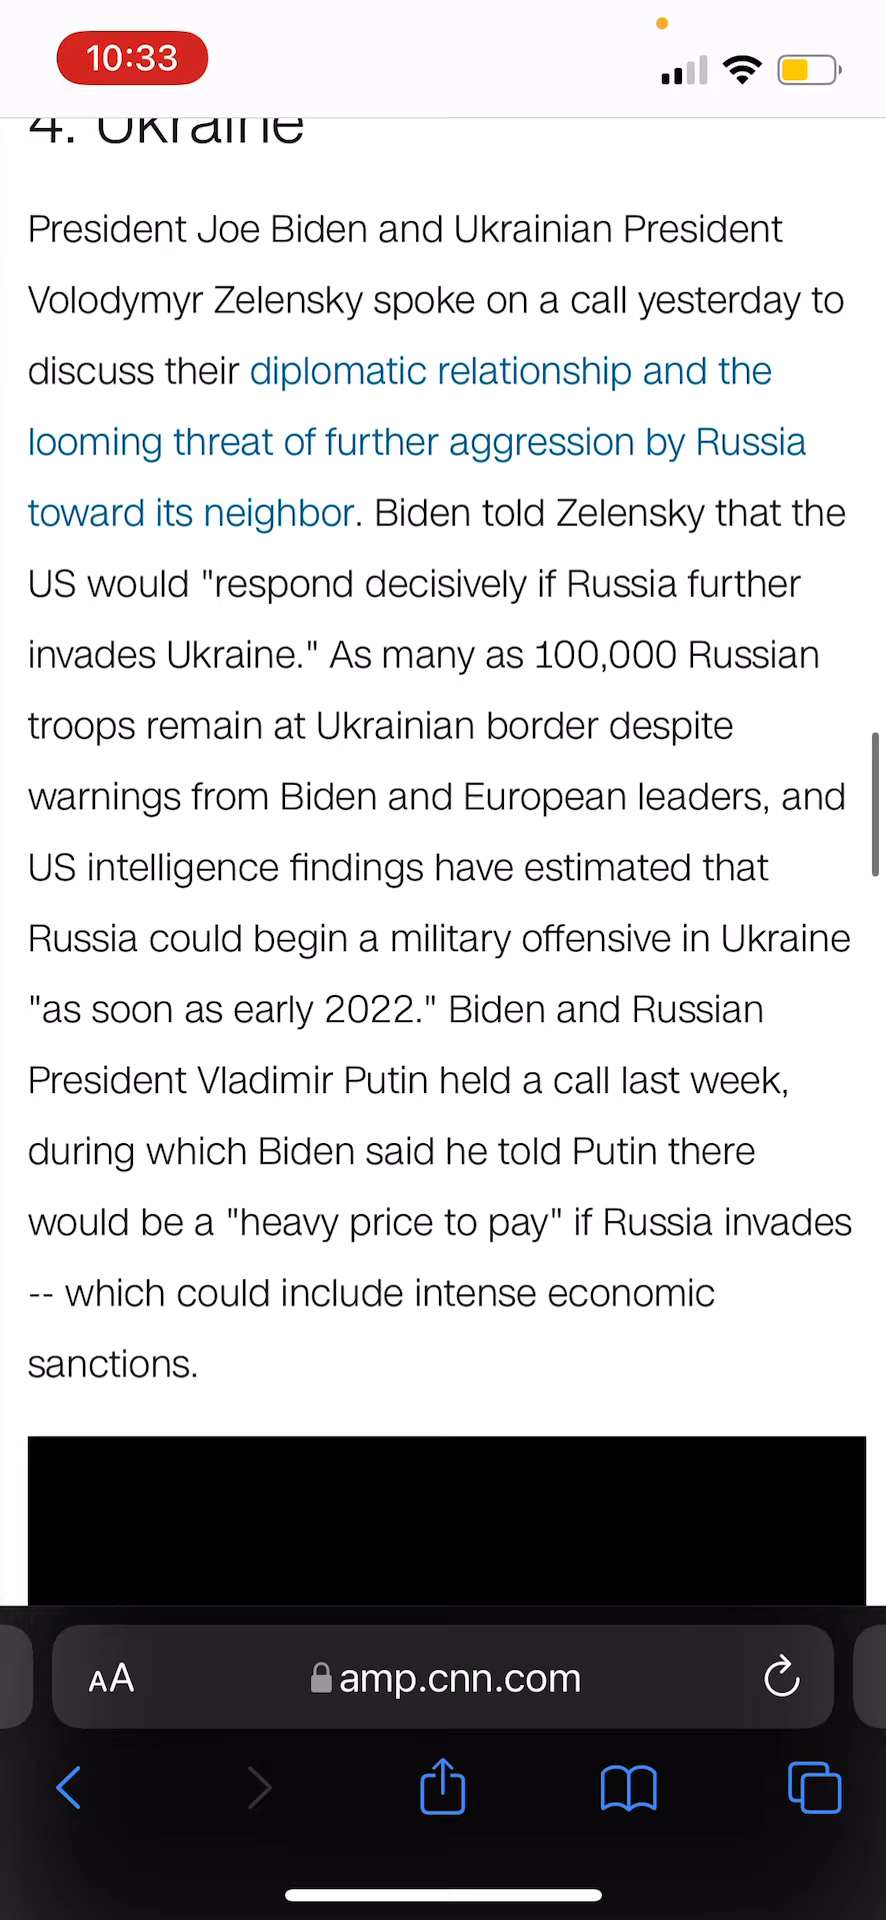 10:33
4. Ukraine
President Joe Biden and Ukrainian President
Volodymyr Zelensky spoke on a call yesterday to
discuss their diplomatic relationship and the
looming threat of further aggression by Russia
toward its neighbor. Biden told Zelensky that the
US would "respond decisively if Russia further
invades Ukraine." As many as 100,000 Russian
troops remain at Ukrainian border despite
warnings from Biden and European leaders, and
US intelligence findings have estimated that
Russia could begin a military offensive in Ukraine
"as soon as early 2022." Biden and Russian
President Vladimir Putin held a call last week,
during which Biden said he told Putin there
would be a "heavy price to pay" if Russia invades
-- which could include intense economic
sanctions.
AA amp.cnn.com